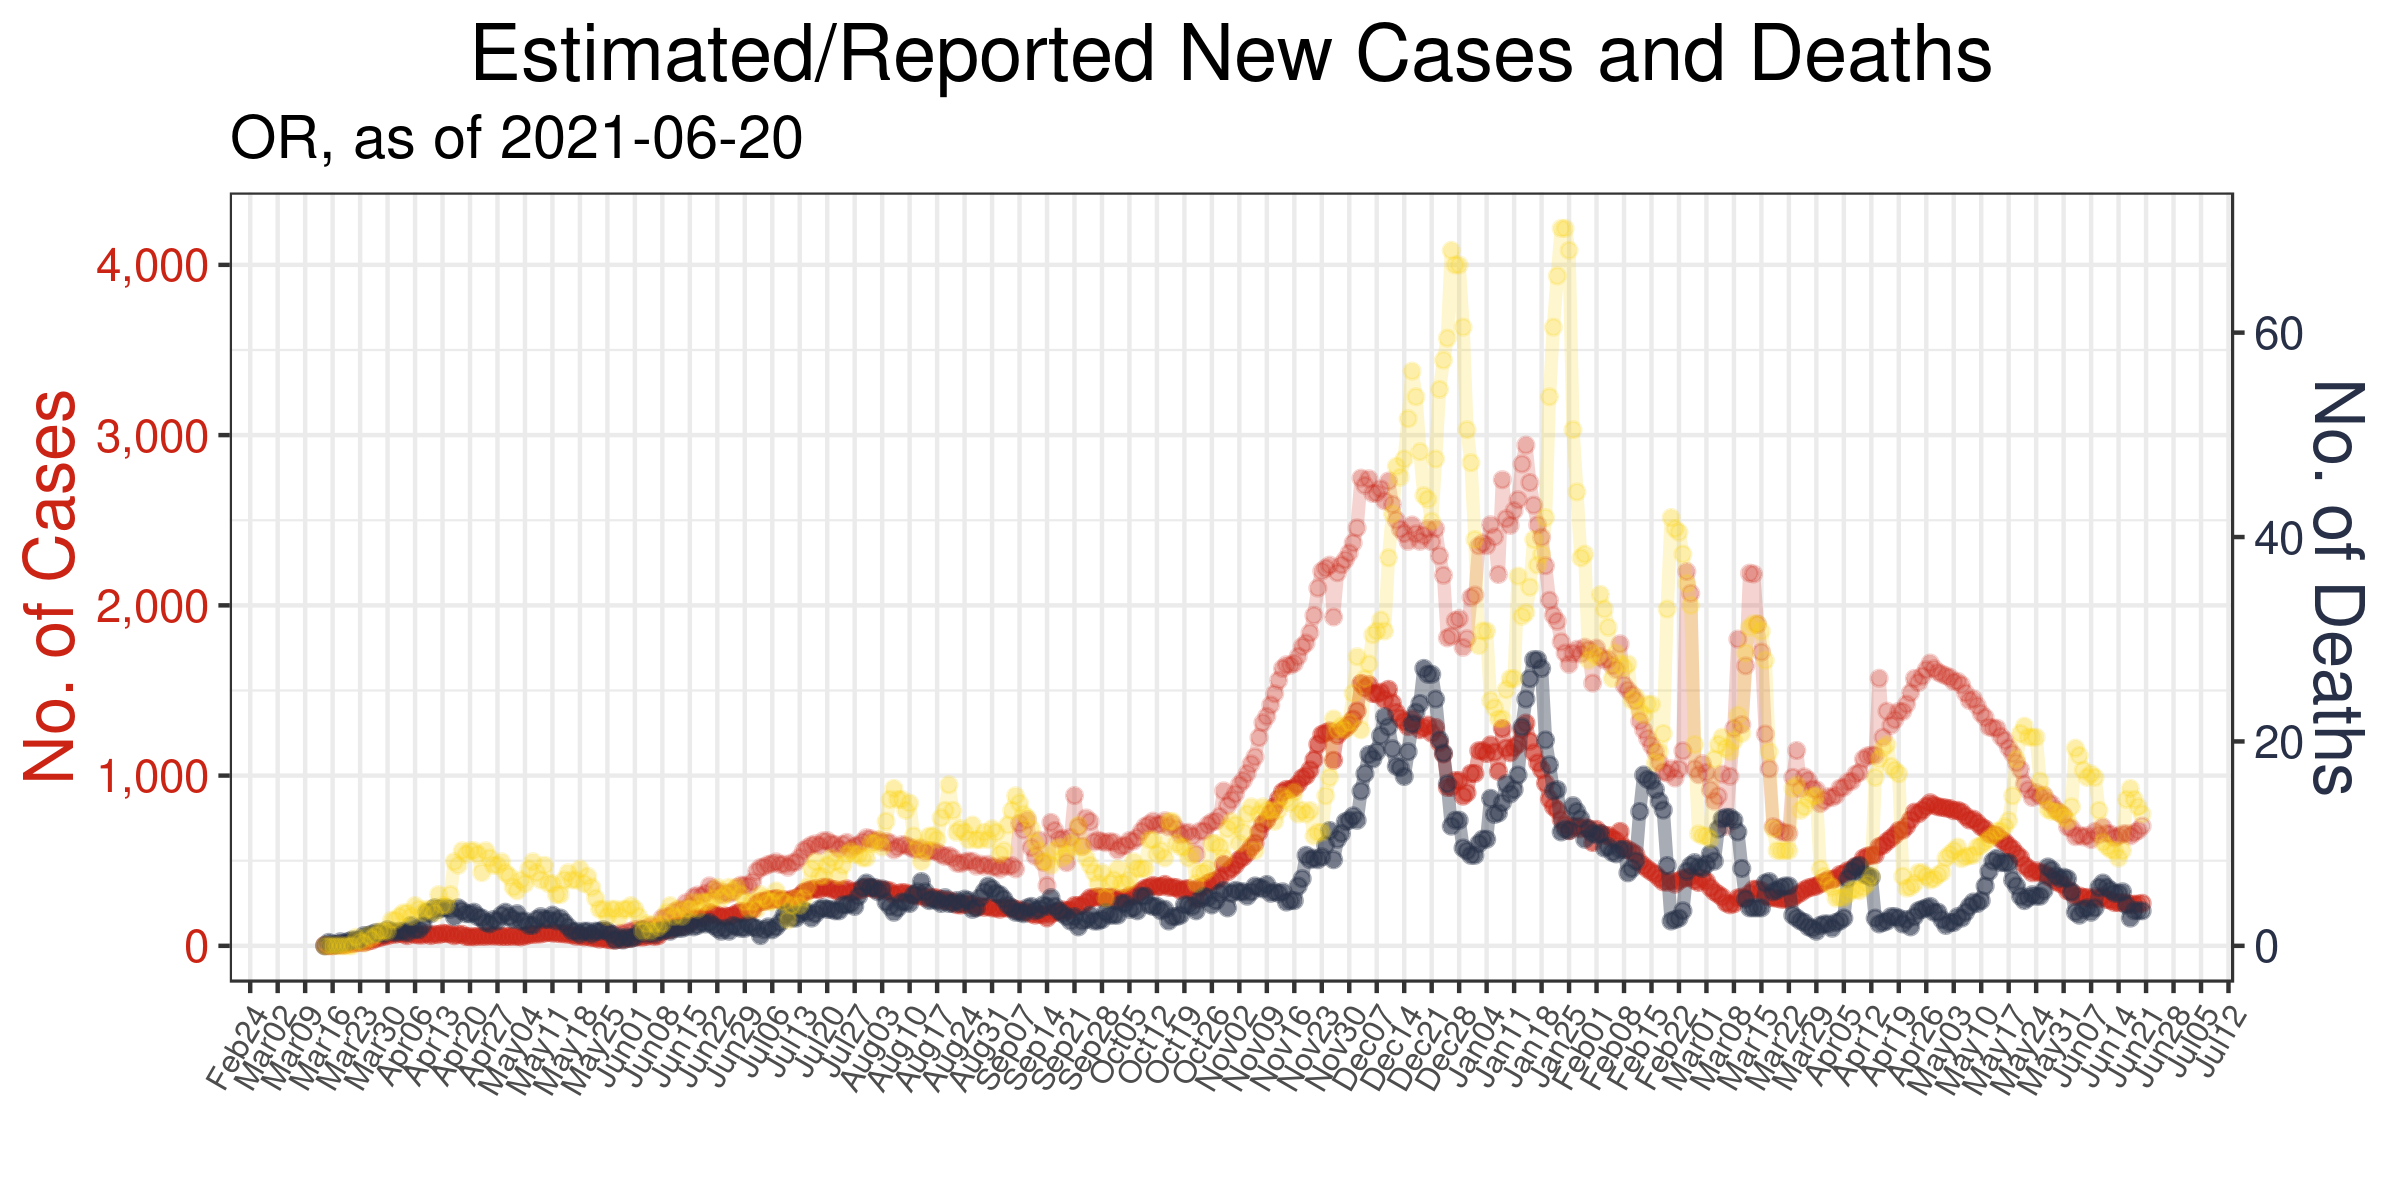 Estimated/Reported New Cases and Deaths
OR, as of 2021-06-20
No. of Cases
4,000
3,000
2,000
1,000
0
60
40
20
0
No. of Deaths
Feb24
Mar02
Mar09
Mar16
Mar23
Mar30
Apr06
Apr13
Apr20
Apr27
May04
May11
May18
May25
Jun01
Jun08
Jun15
Jun22
Jun29
Jul06
Jul13
Jul20
Jul27
Aug03
Aug10
Aug17
Aug24
Aug31
Sep07
Sep14
Sep21
Sep28
Oct05
Oct12
Oct19
Oct26
Nov02
Nov09
Nov16
Nov23
Nov30
Dec07
Dec14
Dec21
Dec28
Jan04
Jan11
Jan18
Jan25
Feb01
Feb08
Feb15
Feb22
Mar01
Mar08
Mar15
Mar22
Mar29
Apr05
Apr12
Apr19
Apr26
May03
May10
May17
May24
May31
Jun07
Jun14
Jun21
Jun28
Jul05
Jul12